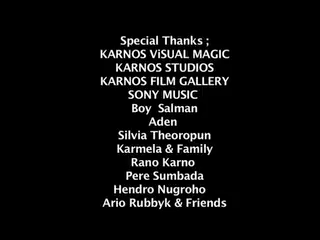 Special Thanks ;
KARNOS ViSUAL MAGIC
KARNOS STUDIOS
KARNOS FILM GALLERY
SONY MUSIC
Boy Salman
Aden
Silvia Theoropun
Karmela & Family
Rano Karno
Pere Sumbada
Hendro Nugroho
Ario Rubbyk & Friends